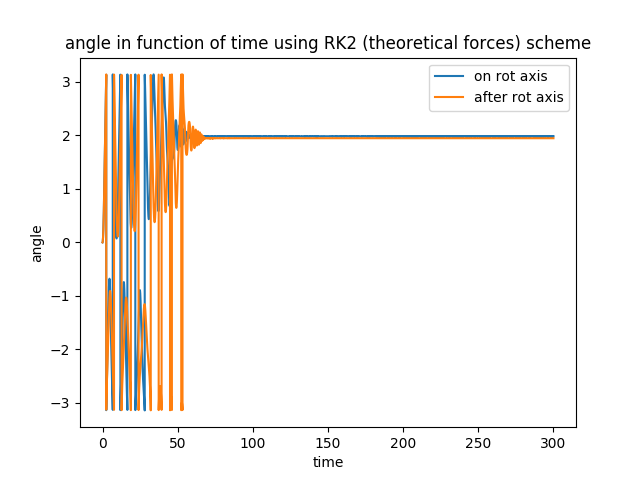 angle in function of time using RK2 (theoretical forces) scheme
on rot axis
after rot axis
3
2
1
0
−1
−2
−3
angle
0
50
100
150
200
250
300
time